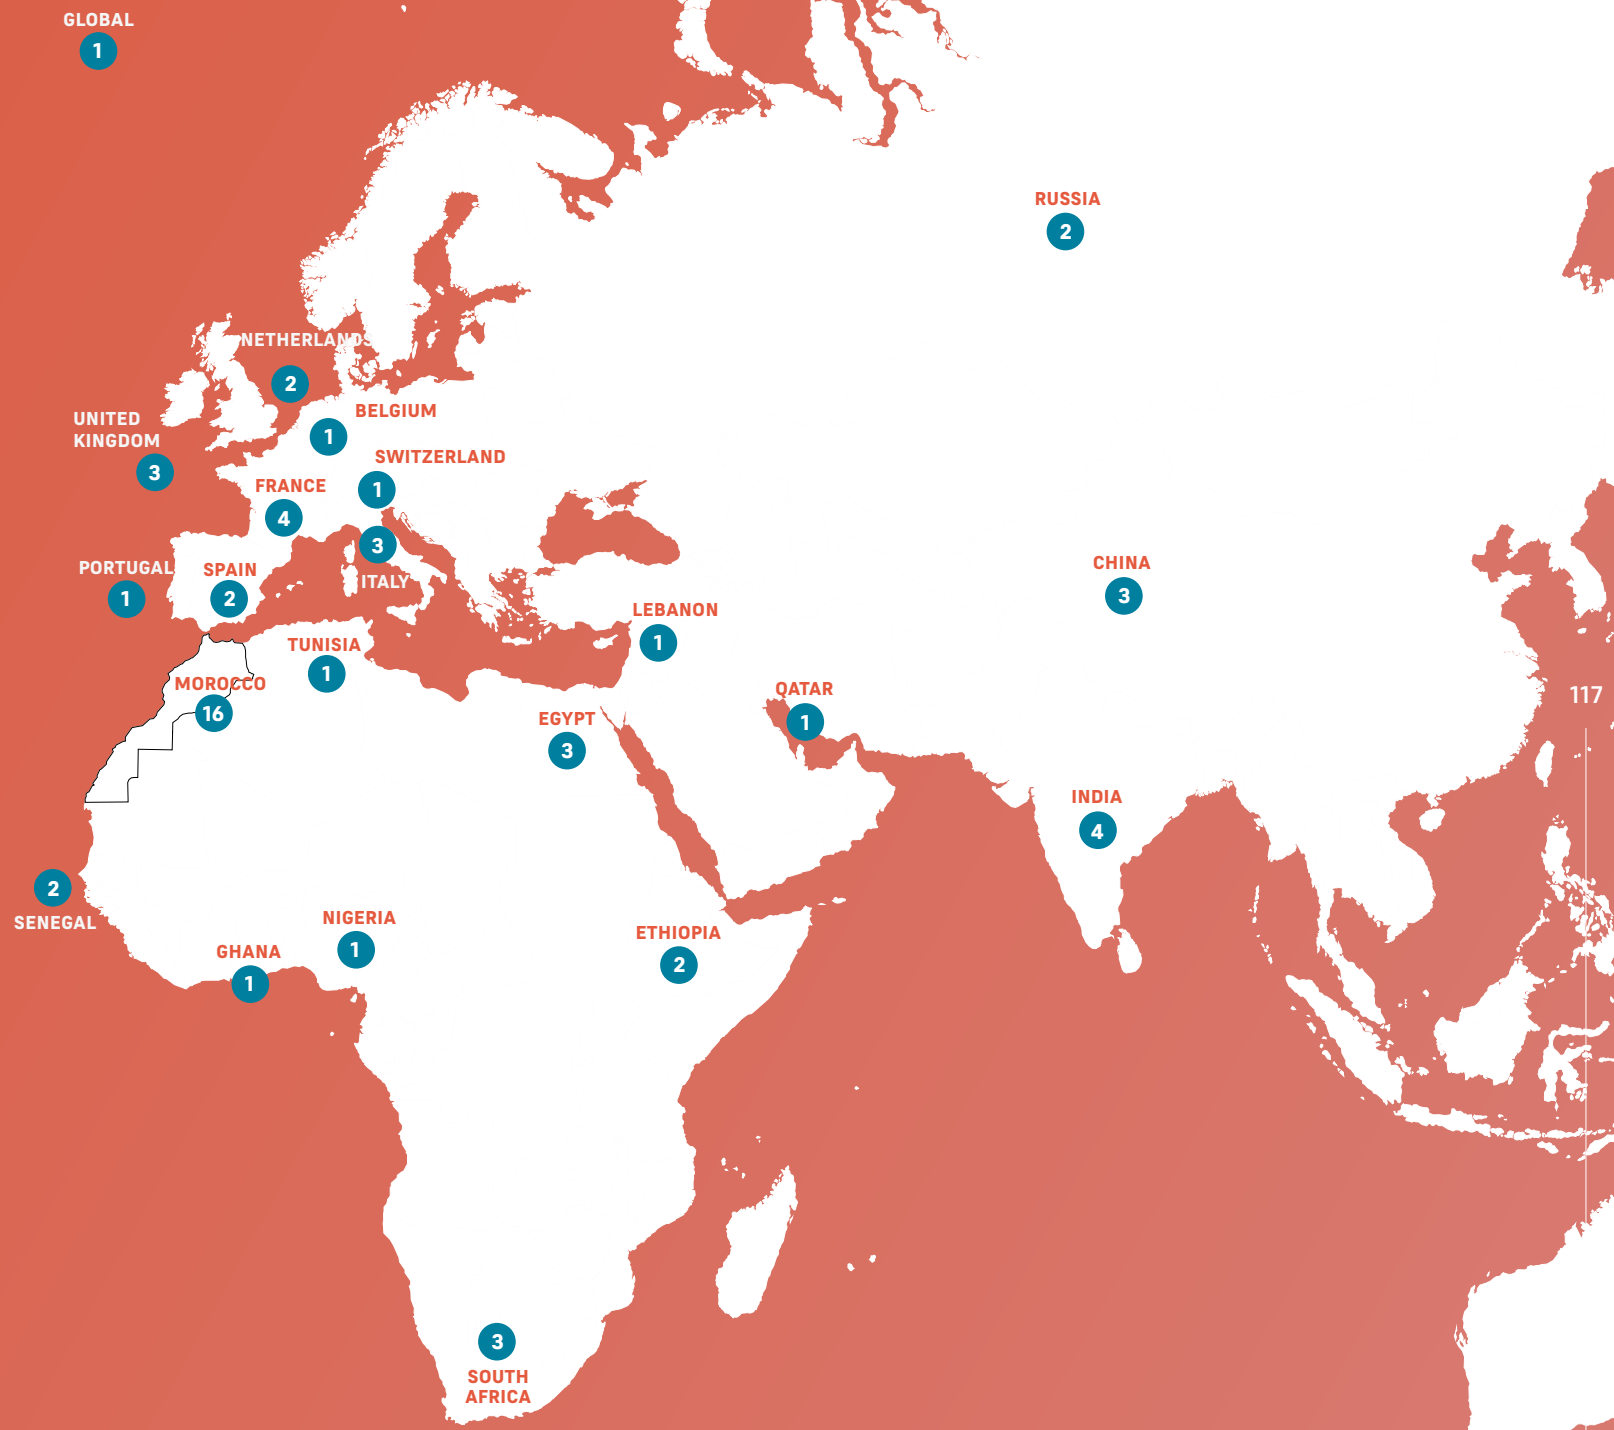 GLOBAL
1
RUSSIA
2
NETHERLANDS
2
BELGIUM
1
UNITED
KINGDOM
3
SWITZERLAND
1
FRANCE
4
3
ITALY
PORTUGAL
1
SPAIN
2
CHINA
3
LEBANON
1
TUNISIA
1
MOROCCO
16
QATAR
1
117
EGYPT
3
INDIA
4
2
SENEGAL
NIGERIA
1
GHANA
1
ETHIOPIA
2
3
SOUTH
AFRICA